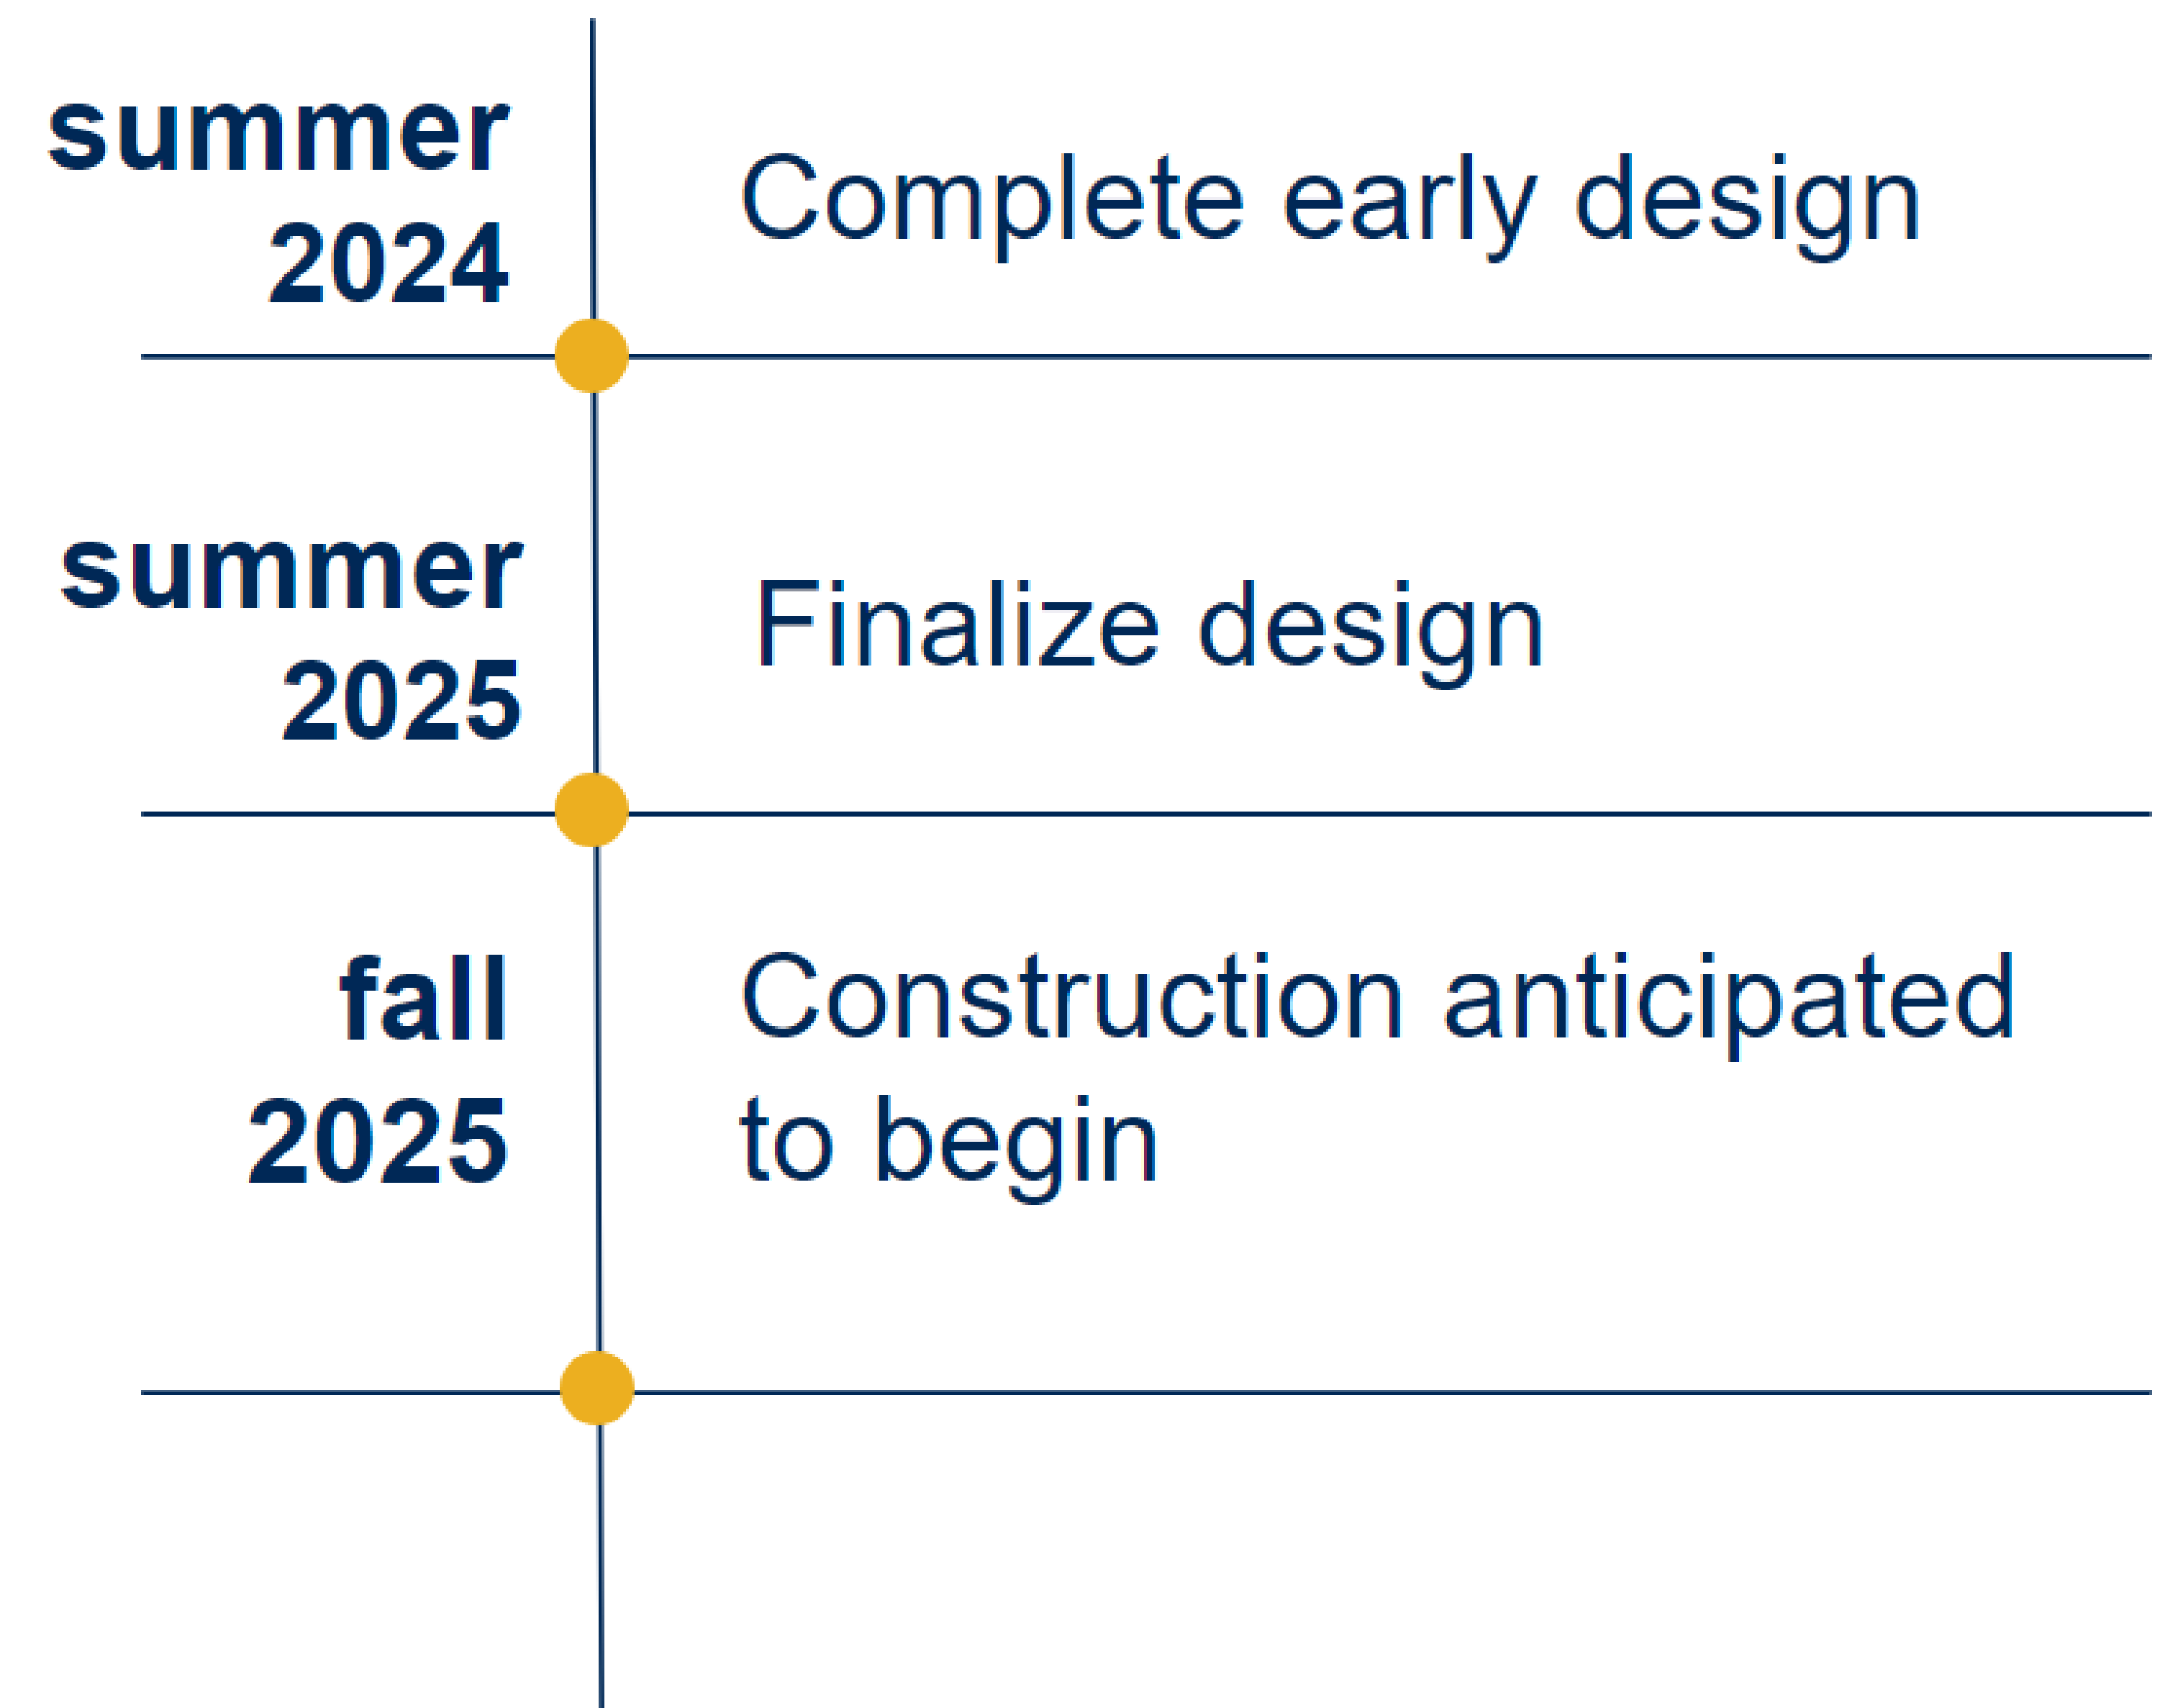 summer
2024
Complete early design
summer
2025
Finalize design
fall
2025
Construction anticipated
to begin